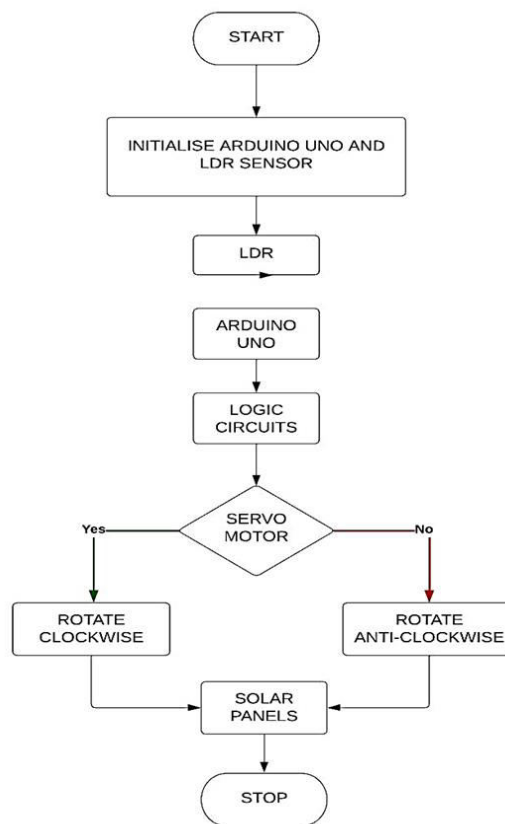 START
INITIALISE ARDUINO UNO AND
LDR SENSOR
LDR
ARDUINO
UNO
LOGIC
CIRCUITS
SERVO
MOTOR
Yes
No
ROTATE
CLOCKWISE
ROTATE
ANTI-CLOCKWISE
SOLAR
PANELS
STOP